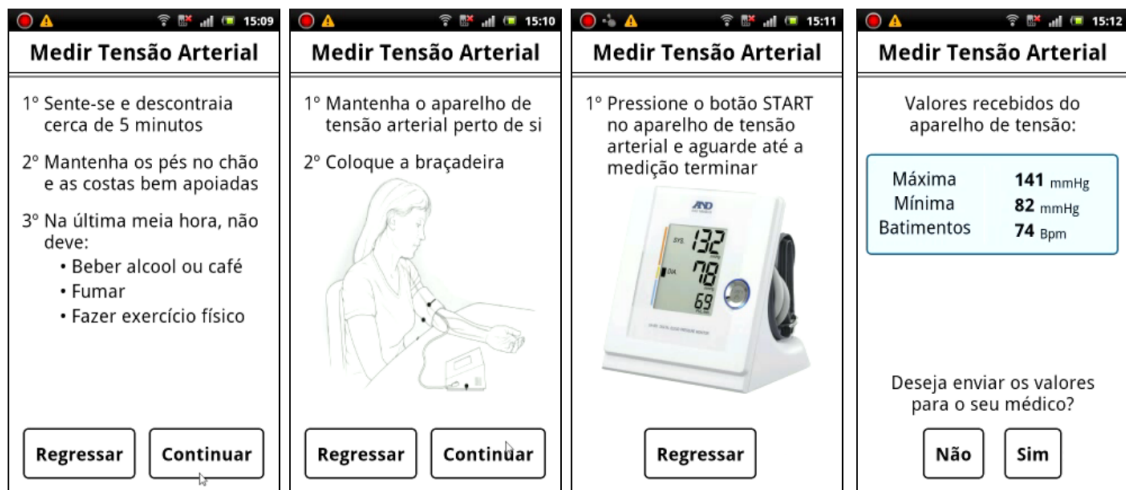 15:09
Medir Tensão Arterial
1º Sente-se e descontraia
cerca de 5 minutos
2º Mantenha os pés no chão
e as costas bem apoiadas
3º Na última meia hora, não
deve:
• Beber alcool ou café
• Fumar
• Fazer exercício físico
Regressar
Continuar
15:10
Medir Tensão Arterial
1º Mantenha o aparelho de
tensão arterial perto de si
2º Coloque a braçadeira
Regressar
Continuar
15:11
Medir Tensão Arterial
1º Pressione o botão START
no aparelho de tensão
arterial e aguarde até a
medição terminar
AND
SYS. 132
DIA. 78
69
Regressar
15:12
Medir Tensão Arterial
Valores recebidos do
aparelho de tensão:
Máxima 141 mmHg
Mínima 82 mmHg
Batimentos 74 Bpm
Deseja enviar os valores
para o seu médico?
Não
Sim